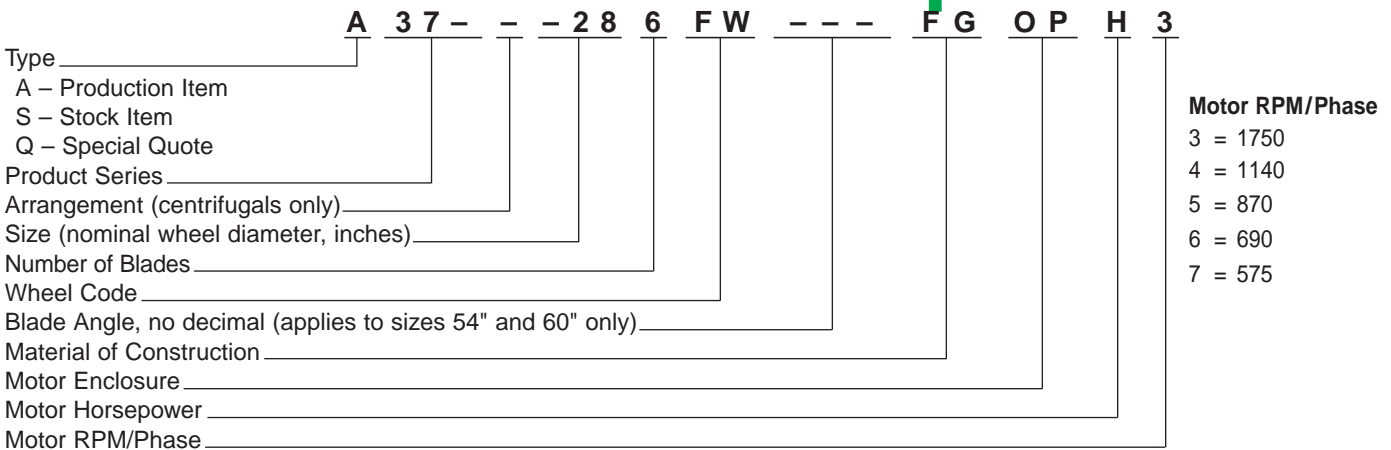 A 37– – –28 6 FW ––– FG OP H 3
Type
A – Production Item
S – Stock Item
Q – Special Quote
Product Series
Arrangement (centrifugals only)
Size (nominal wheel diameter, inches)
Number of Blades
Wheel Code
Blade Angle, no decimal (applies to sizes 54" and 60" only)
Material of Construction
Motor Enclosure
Motor Horsepower
Motor RPM/Phase
Motor RPM/Phase
3 = 1750
4 = 1140
5 = 870
6 = 690
7 = 575